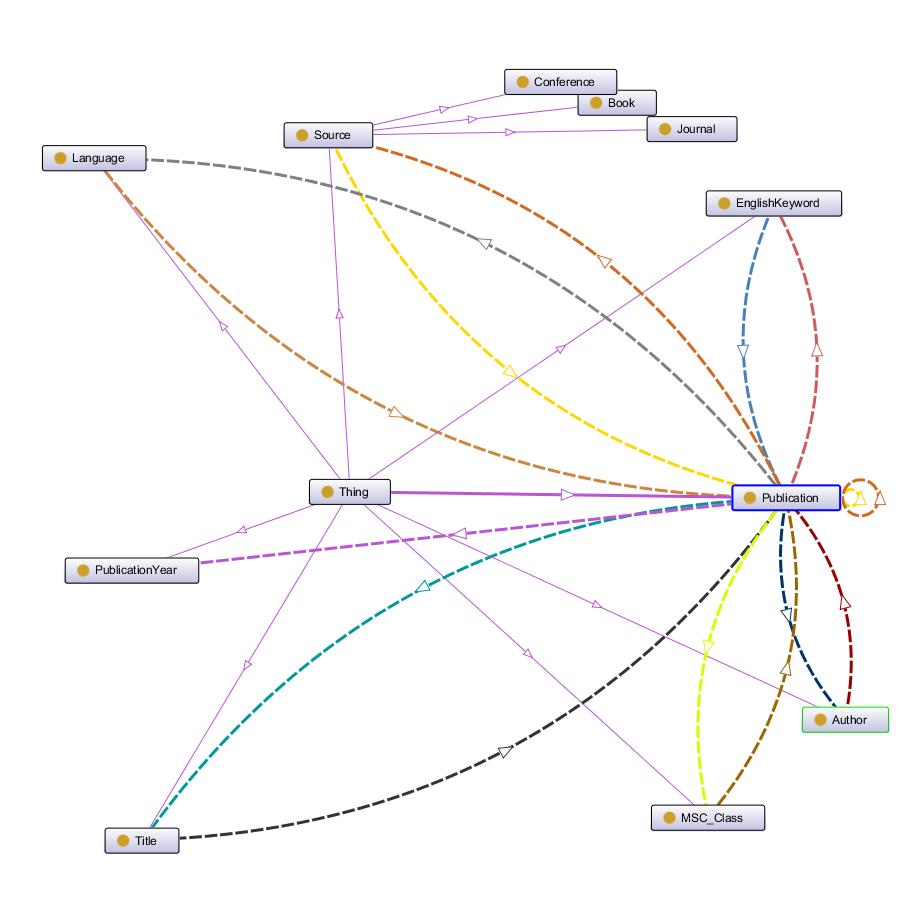 Conference
Book
Journal
Source
Language
EnglishKeyword
Thing
Publication
PublicationYear
Author
MSC_Class
Title